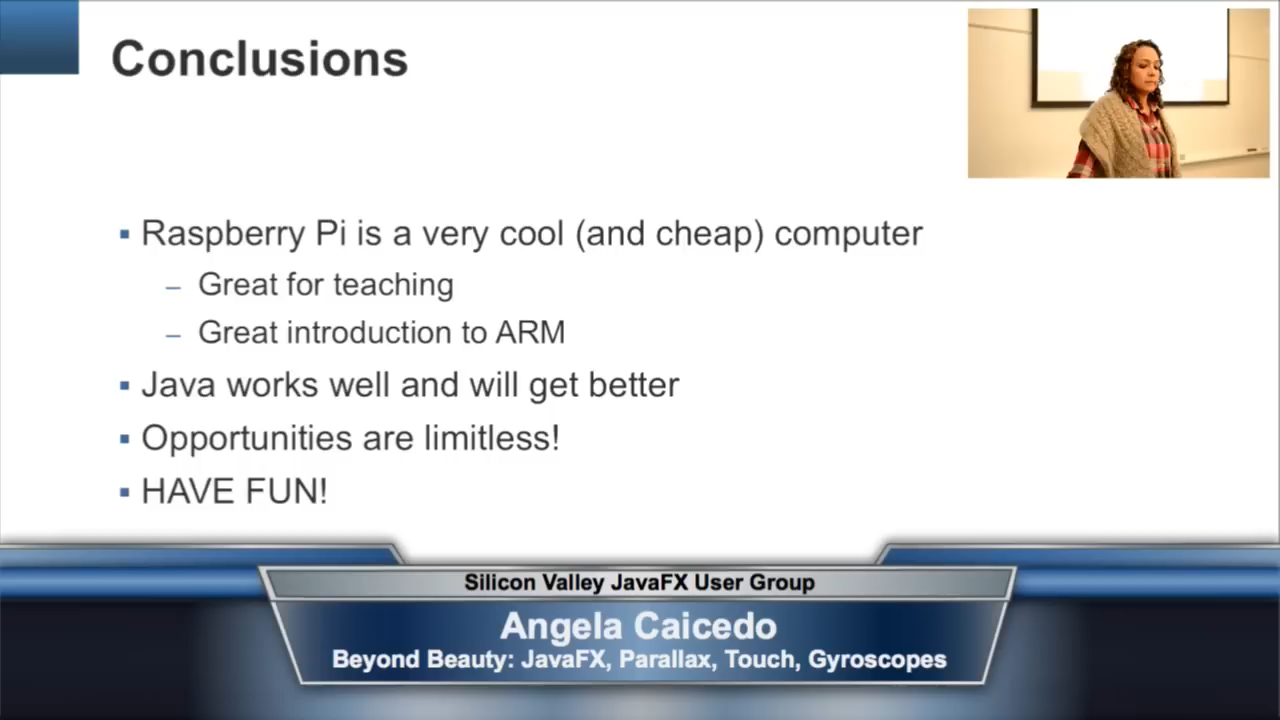 Conclusions
▪ Raspberry Pi is a very cool (and cheap) computer
– Great for teaching
– Great introduction to ARM
▪ Java works well and will get better
▪ Opportunities are limitless!
▪ HAVE FUN!
Silicon Valley JavaFX User Group
Angela Caicedo
Beyond Beauty: JavaFX, Parallax, Touch, Gyroscopes